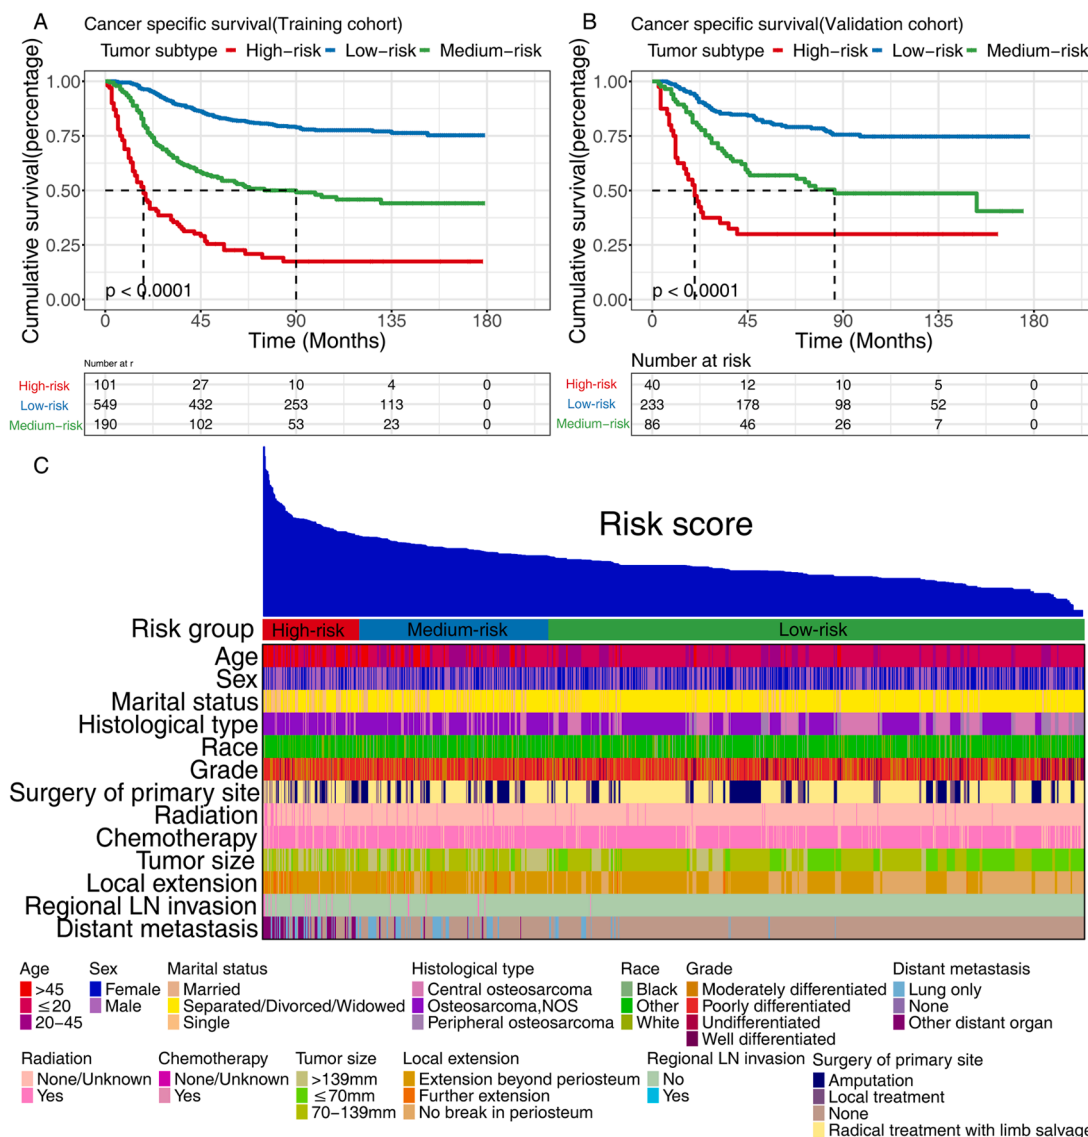 A
Cancer specific survival(Training cohort)
Tumor subtype High−risk Low−risk Medium−risk
Cumulative survival(percentage)
1.00
0.75
0.50
0.25
0.00
p < 0.0001
0 45 90 135 180
Time (Months)
Number at r
High-risk 101 27 10 4 0
Low-risk 549 432 253 113 0
Medium−risk 190 102 53 23 0
B
Cancer specific survival(Validation cohort)
Tumor subtype High−risk Low−risk Medium−risk
Cumulative survival(percentage)
1.00
0.75
0.50
0.25
0.00
p < 0.0001
0 45 90 135 180
Time (Months)
Number at risk
High-risk 40 12 10 5 0
Low-risk 233 178 98 52 0
Medium−risk 86 46 26 7 0
C
Risk score
Risk group High-risk Medium-risk Low-risk
Age
Sex
Marital status
Histological type
Race
Grade
Surgery of primary site
Radiation
Chemotherapy
Tumor size
Local extension
Regional LN invasion
Distant metastasis
Age
>45
≤20
20−45
Sex
Female
Male
Marital status
Married
Separated/Divorced/Widowed
Single
Histological type
Central osteosarcoma
Osteosarcoma,NOS
Peripheral osteosarcoma
Race
Black
Other
White
Grade
Moderately differentiated
Poorly differentiated
Undifferentiated
Well differentiated
Distant metastasis
Lung only
None
Other distant organ
Radiation
None/Unknown
Yes
Chemotherapy
None/Unknown
Yes
Tumor size
>139mm
≤70mm
70−139mm
Local extension
Extension beyond periosteum
Further extension
No break in periosteum
Regional LN invasion
No
Yes
Surgery of primary site
Amputation
Local treatment
None
Radical treatment with limb salvage